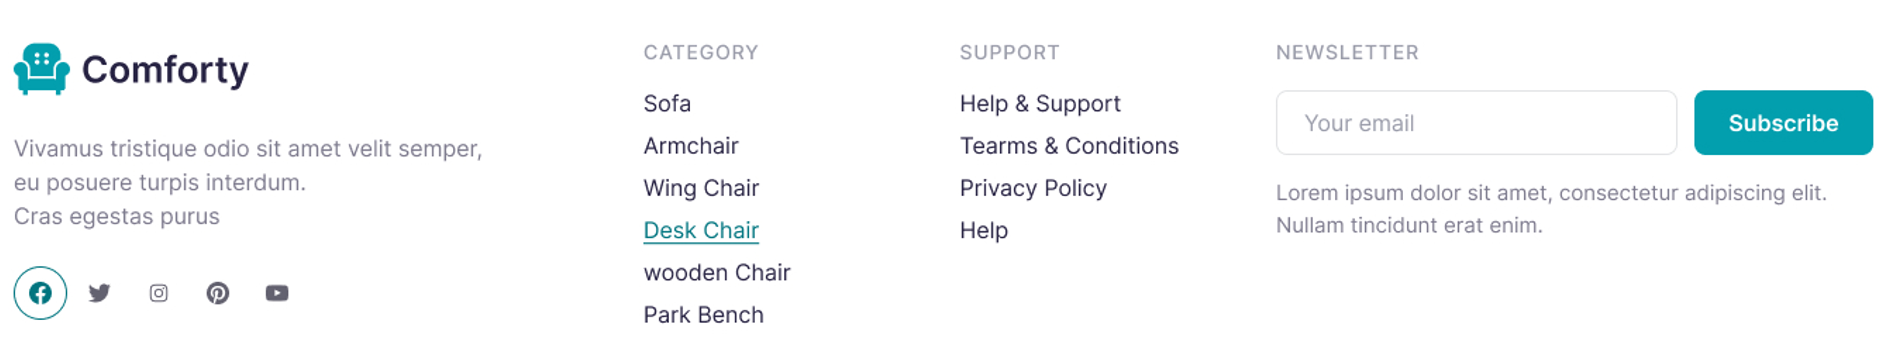 Comforty
Vivamus tristique odio sit amet velit semper,
eu posuere turpis interdum.
Cras egestas purus
CATEGORY
Sofa
Armchair
Wing Chair
Desk Chair
wooden Chair
Park Bench
SUPPORT
Help & Support
Tearms & Conditions
Privacy Policy
Help
NEWSLETTER
Your email
Subscribe
Lorem ipsum dolor sit amet, consectetur adipiscing elit.
Nullam tincidunt erat enim.